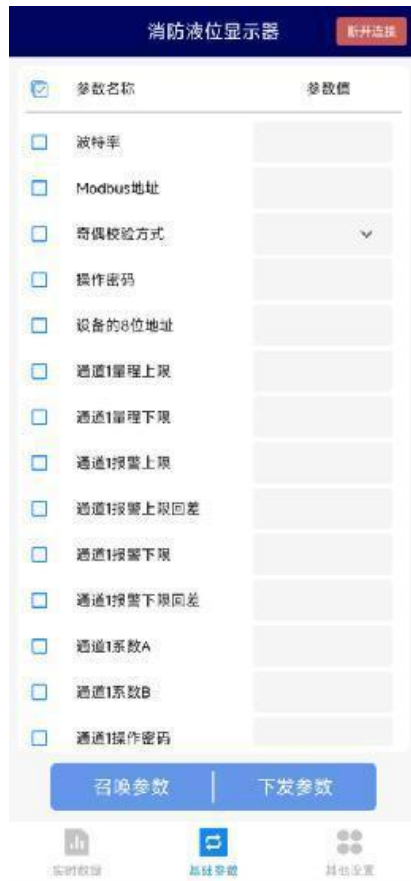 消防液位显示器 断开连接
参数名称 参数值
波特率
Modbus地址
奇偶校验方式
操作密码
设备的8位地址
通道1量程上限
通道1量程下限
通道1报警上限
通道1报警上限回差
通道1报警下限
通道1报警下限回差
通道1系数A
通道1系数B
通道1操作密码
召唤参数 下发参数
实时数据 基础参数 其他设置